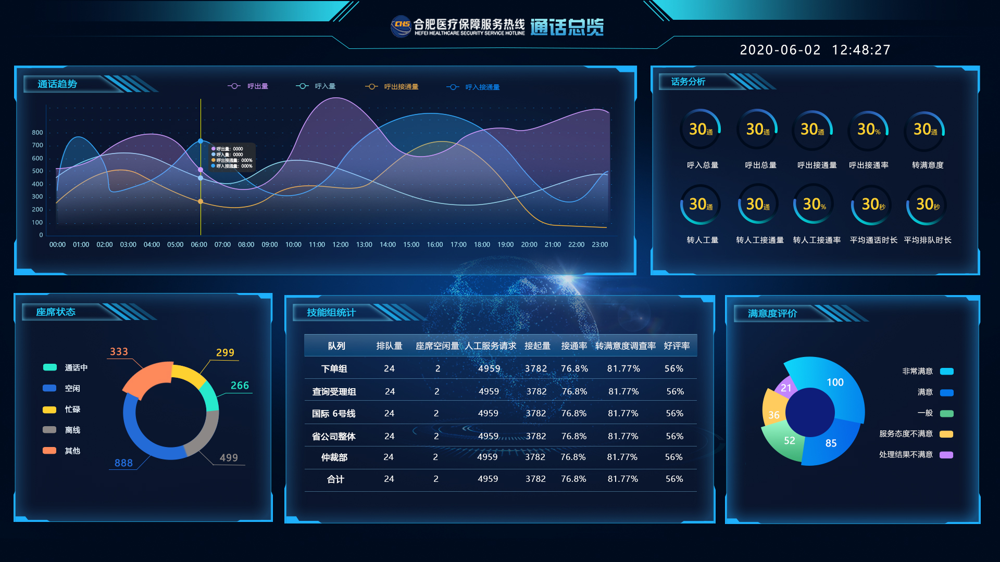 CHS 合肥医疗保障服务热线 通话总览
HEFEI HEALTHCARE SECURITY SERVICE HOTLINE
2020-06-02 12:48:27
通话趋势
呼出量 呼入量 呼出接通量 呼入接通量
800
700
600
500
400
300
200
100
0
呼出量: 0000
呼入量: 0000
呼出接通量: 000%
呼入接通量: 000%
00:00 01:00 02:00 03:00 04:00 05:00 06:00 07:00 08:00 09:00 10:00 11:00 12:00 13:00 14:00 15:00 16:00 17:00 18:00 19:00 20:00 21:00 22:00 23:00
话务分析
30通 30通 30通 30% 30通
呼入总量 呼出总量 呼出接通量 呼出接通率 转满意度
30通 30通 30% 30秒 30秒
转人工量 转人工接通量 转人工接通率 平均通话时长 平均排队时长
座席状态
通话中
空闲
忙碌
离线
其他
333
299
266
499
888
技能组统计
队列 排队量 座席空闲量 人工服务请求 接起量 接通率 转满意度调查率 好评率
下单组 24 2 4959 3782 76.8% 81.77% 56%
查询受理组 24 2 4959 3782 76.8% 81.77% 56%
国际 6号线 24 2 4959 3782 76.8% 81.77% 56%
省公司整体 24 2 4959 3782 76.8% 81.77% 56%
仲裁部 24 2 4959 3782 76.8% 81.77% 56%
合计 24 2 4959 3782 76.8% 81.77% 56%
满意度评价
100
21
36
52
85
非常满意
满意
一般
服务态度不满意
处理结果不满意